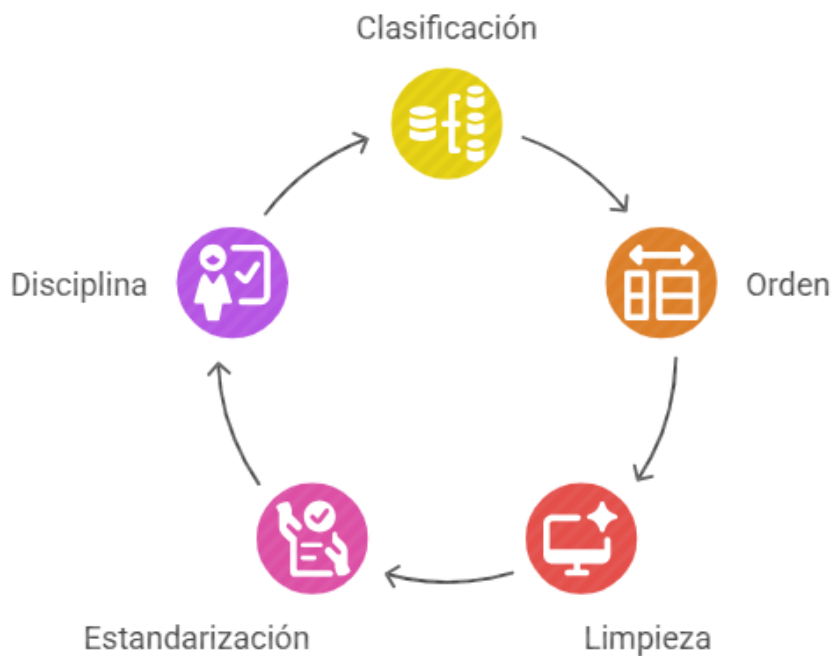 Clasificación
Orden
Limpieza
Estandarización
Disciplina